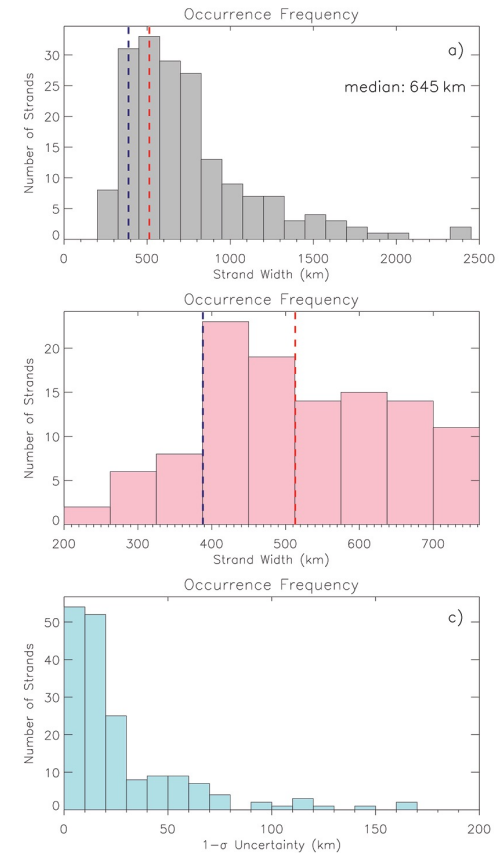 Occurrence Frequency
a)
median: 645 km
Number of Strands
30
25
20
15
10
5
0
0 500 1000 1500 2000 2500
Strand Width (km)
Occurrence Frequency
Number of Strands
20
15
10
5
0
200 300 400 500 600 700
Strand Width (km)
Occurrence Frequency
c)
Number of Strands
50
40
30
20
10
0
0 50 100 150 200
1-σ Uncertainty (km)